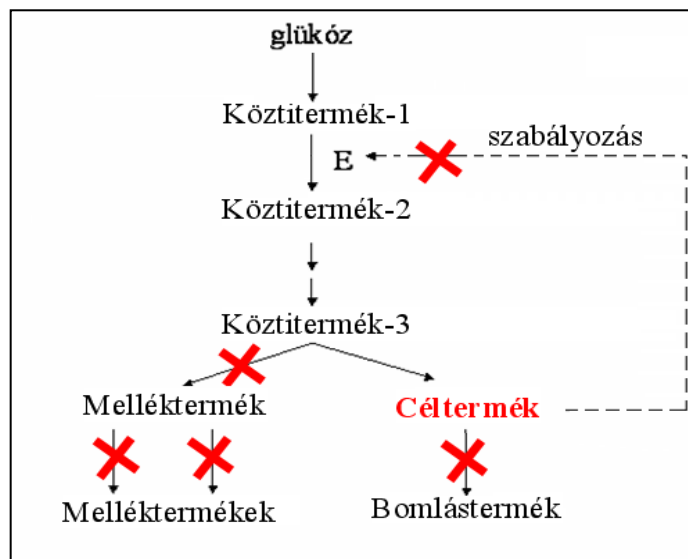 glükóz
Köztitermék-1
szabályozás
E
Köztitermék-2
Köztitermék-3
Melléktermék
Céltermék
Melléktermékek
Bomlástermék